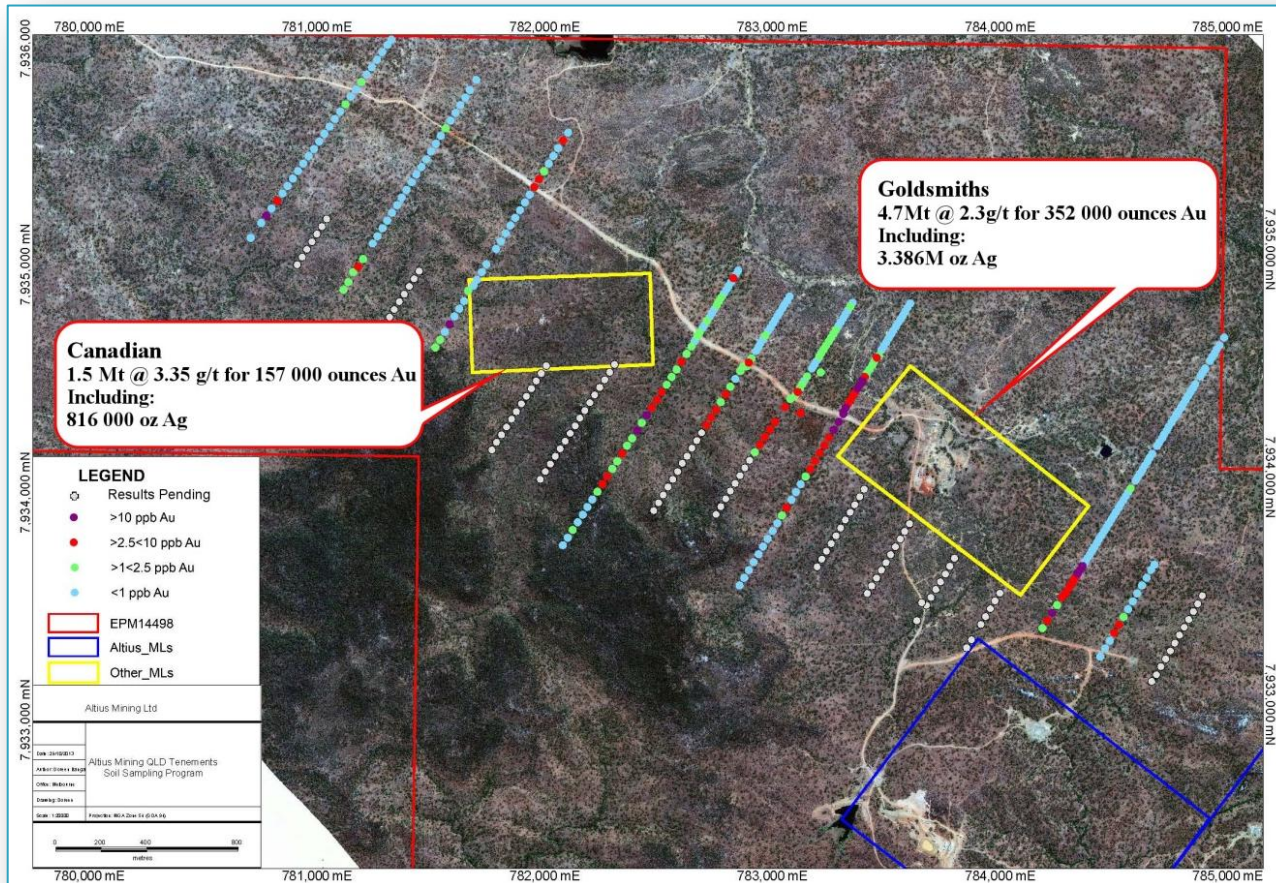 780,000 mE 781,000 mE 782,000 mE 783,000 mE 784,000 mE 785,000 mE
7,936,000
7,935,000 mN
7,934,000 mN
7,933,000 mN
7,935,000 mN
7,934,000 mN
7,933,000 mN
Goldsmiths
4.7Mt @ 2.3g/t for 352 000 ounces Au
Including:
3.386M oz Ag
Canadian
1.5 Mt @ 3.35 g/t for 157 000 ounces Au
Including:
816 000 oz Ag
LEGEND
Results Pending
>10 ppb Au
>2.5<10 ppb Au
>1<2.5 ppb Au
<1 ppb Au
EPM14498
Altius_MLs
Other_MLs
Altius Mining Ltd
Altius Mining QLD Tenements
Soil Sampling Program
Office: Melbourne
0 200 400 800
metres
780,000 mE 781,000 mE 782,000 mE 783,000 mE 784,000 mE 785,000 mE